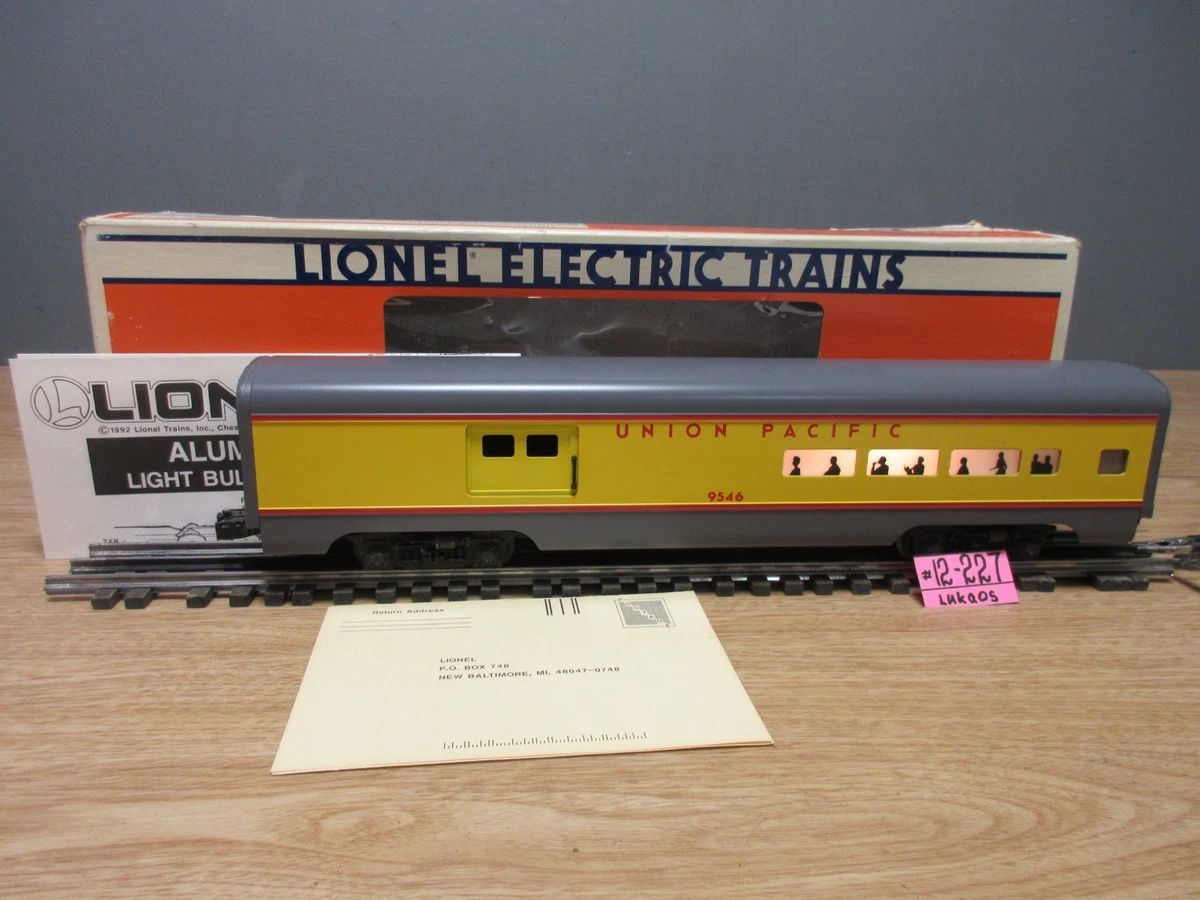 LIONEL® ELECTRIC TRAINS
LION
©1992 Lionel Trains, Inc., Ches
ALUM
LIGHT BUL
UNION PACIFIC
9546
#12-227
LUKAOS
Return Address
LIONEL
P.O. BOX 748
NEW BALTIMORE, MI. 48047-0748